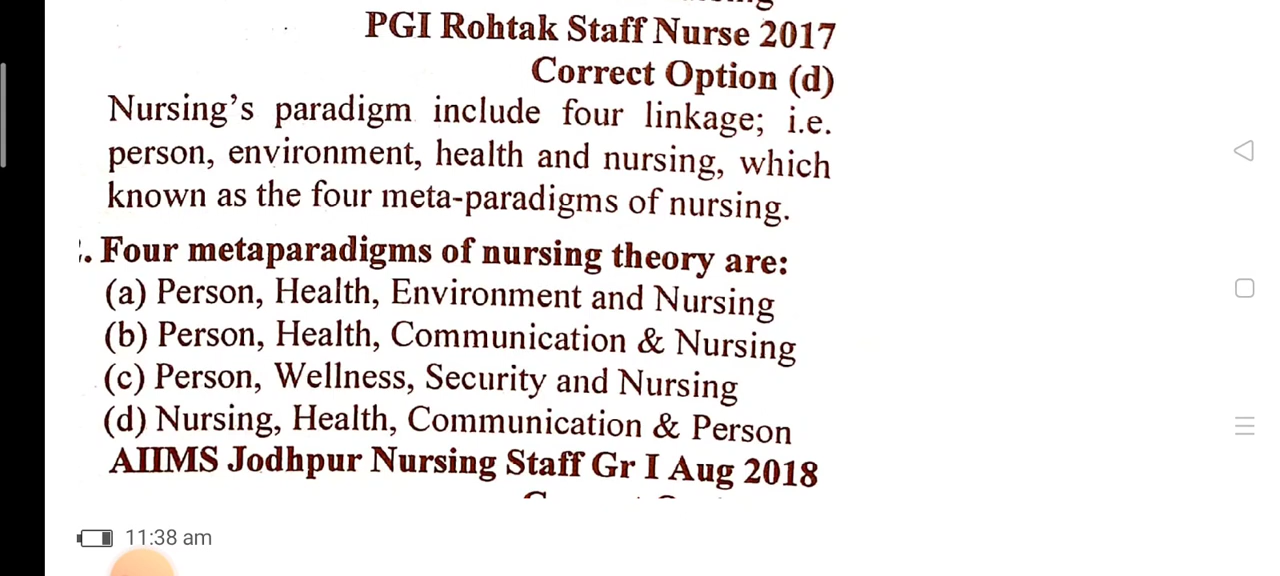 PGI Rohtak Staff Nurse 2017
Correct Option (d)
Nursing's paradigm include four linkage; i.e.
person, environment, health and nursing, which
known as the four meta-paradigms of nursing.
. Four metaparadigms of nursing theory are:
(a) Person, Health, Environment and Nursing
(b) Person, Health, Communication & Nursing
(c) Person, Wellness, Security and Nursing
(d) Nursing, Health, Communication & Person
AIIMS Jodhpur Nursing Staff Gr I Aug 2018
11:38 am